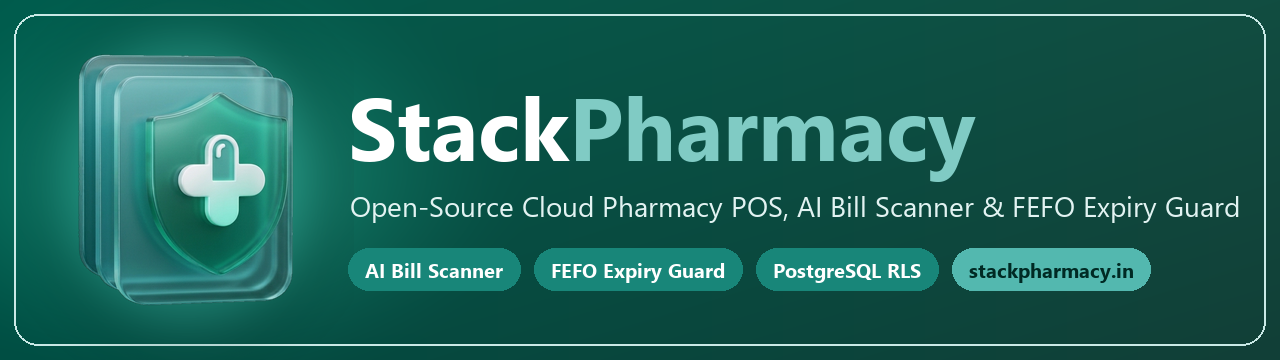 StackPharmacy
Open-Source Cloud Pharmacy POS, AI Bill Scanner & FEFO Expiry Guard
AI Bill Scanner
FEFO Expiry Guard
PostgreSQL RLS
stackpharmacy.in